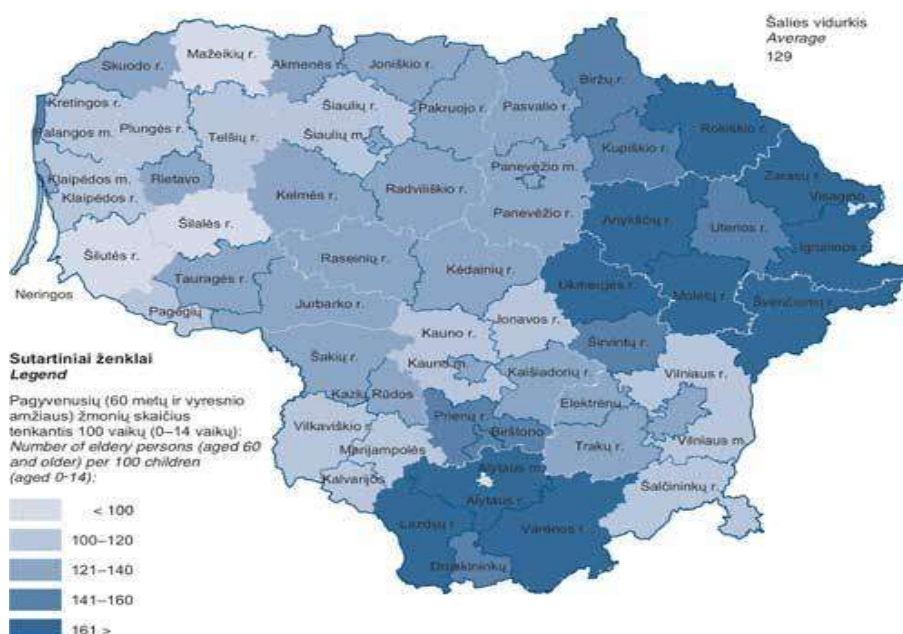 Šalies vidurkis
Average
129
Skuodo r.
Mažeikių r.
Akmenės r.
Joniškio r.
Biržų r.
Kretingos r.
Šiaulių r.
Pakruojo r.
Pasvalio r.
Rokiškio r.
Palangos m.
Plungės r.
Telšių r.
Šiaulių m.
Kupiškio r.
Panevėžio m.
Zarasų r.
Klaipėdos m.
Rietavo
Kelmės r.
Radviliškio r.
Visagino
Klaipėdos r.
Panevėžio r.
Anykščių r.
Utenos r.
Šilalės r.
Ignalinos r.
Šilutės r.
Raseinių r.
Kėdainių r.
Tauragės r.
Ukmergės r.
Molėtų r.
Švenčionių r.
Neringos
Pagėgių
Jurbarko r.
Jonavos r.
Kauno r.
Širvintų r.
Šakių r.
Kauno m.
Kaišiadorių r.
Vilniaus r.
Kazlų Rūdos
Elektrėnų
Prienų r.
Vilkaviškio r.
Birštono
Trakų r.
Vilniaus m.
Marijampolės
Alytaus m.
Kalvarijos
Alytaus r.
Šalčininkų r.
Lazdijų r.
Varėnos r.
Druskininkų
Sutartiniai ženklai
Legend
Pagyvenusių (60 metų ir vyresnio
amžiaus) žmonių skaičius
tenkantis 100 vaikų (0–14 vaikų):
Number of eldery persons (aged 60
and older) per 100 children
(aged 0-14):
< 100
100–120
121–140
141–160
161 >